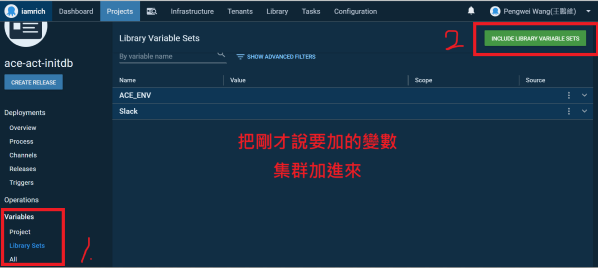 iamrich Dashboard Projects Infrastructure Tenants Library Tasks Configuration Pengwei Wang(王鵬維)
ace-act-initdb
CREATE RELEASE
Deployments
Overview
Process
Channels
Releases
Triggers
Operations
Variables
Project
Library Sets
All
1.
Library Variable Sets
2
INCLUDE LIBRARY VARIABLE SETS
By variable name
SHOW ADVANCED FILTERS
Name Value Scope Source
ACE_ENV
Slack
把剛才說要加的變數
集群加進來